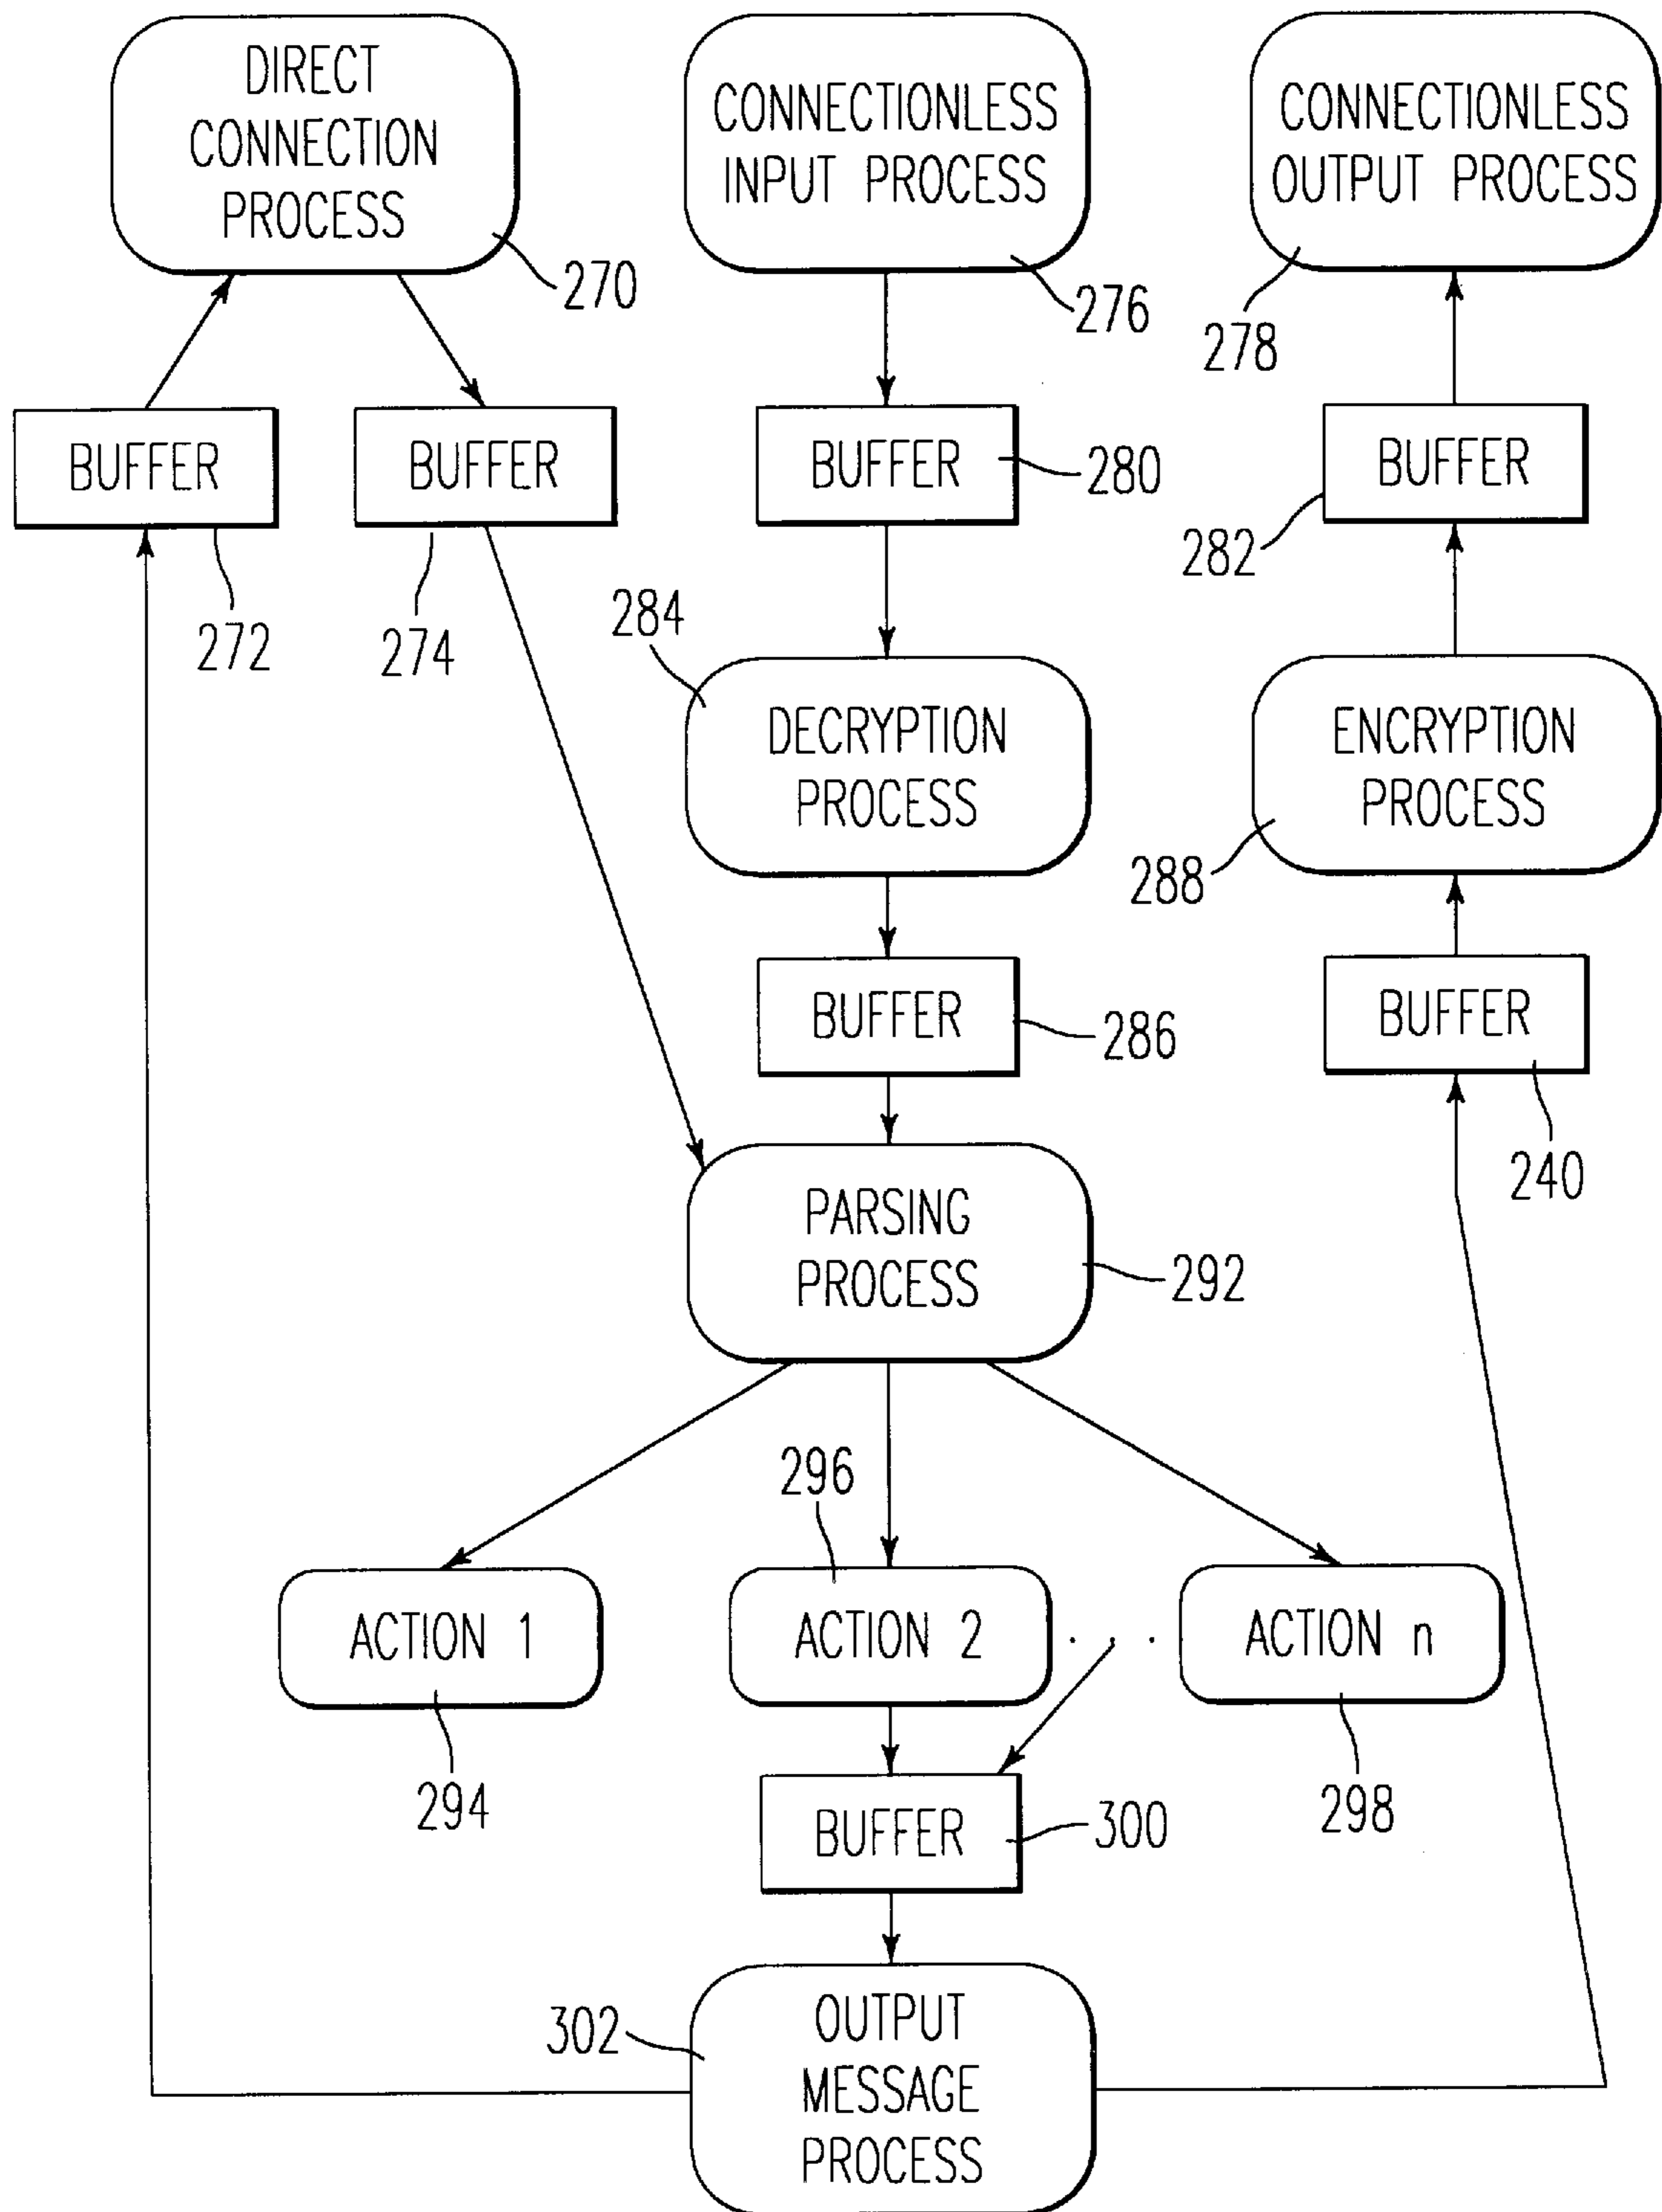 DIRECT
CONNECTION
PROCESS
270
CONNECTIONLESS
INPUT PROCESS
276
CONNECTIONLESS
OUTPUT PROCESS
278
BUFFER
272
BUFFER
274
BUFFER
280
BUFFER
282
284
DECRYPTION
PROCESS
ENCRYPTION
PROCESS
288
BUFFER
286
BUFFER
240
PARSING
PROCESS
292
ACTION 1
294
296
ACTION 2
. . .
ACTION n
298
BUFFER
300
302
OUTPUT
MESSAGE
PROCESS